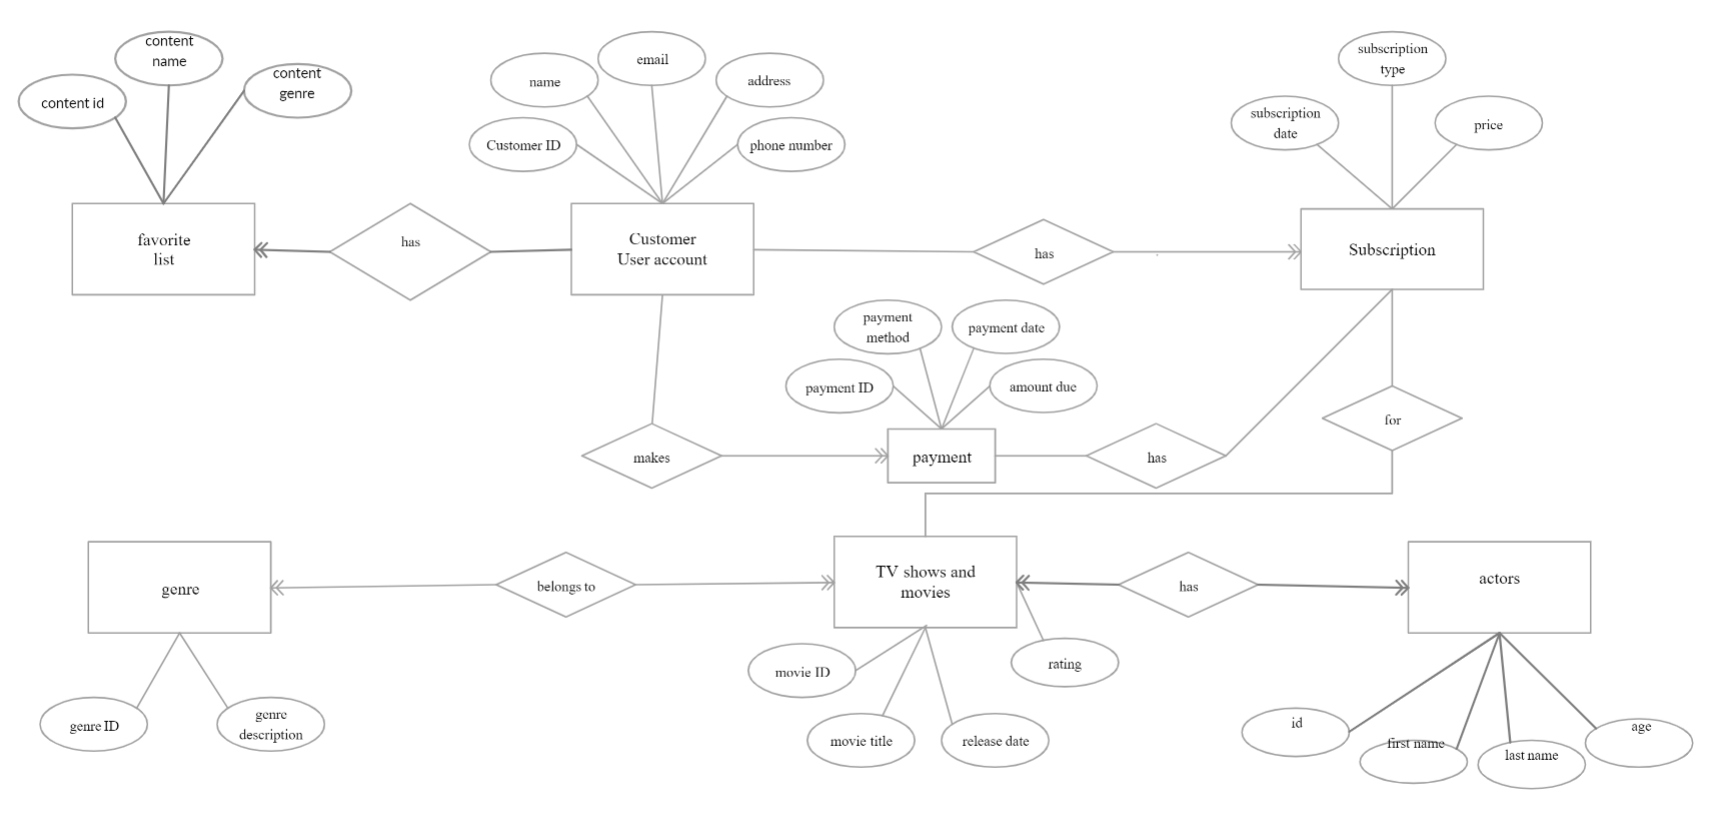 content
name
content
genre
content id
name
email
address
Customer ID
phone number
subscription
type
subscription
date
price
favorite
list
has
Customer
User account
has
Subscription
payment
method
payment date
payment ID
amount due
makes
payment
has
for
genre
belongs to
TV shows and
movies
has
actors
movie ID
rating
movie title
release date
genre ID
genre
description
id
first name
last name
age